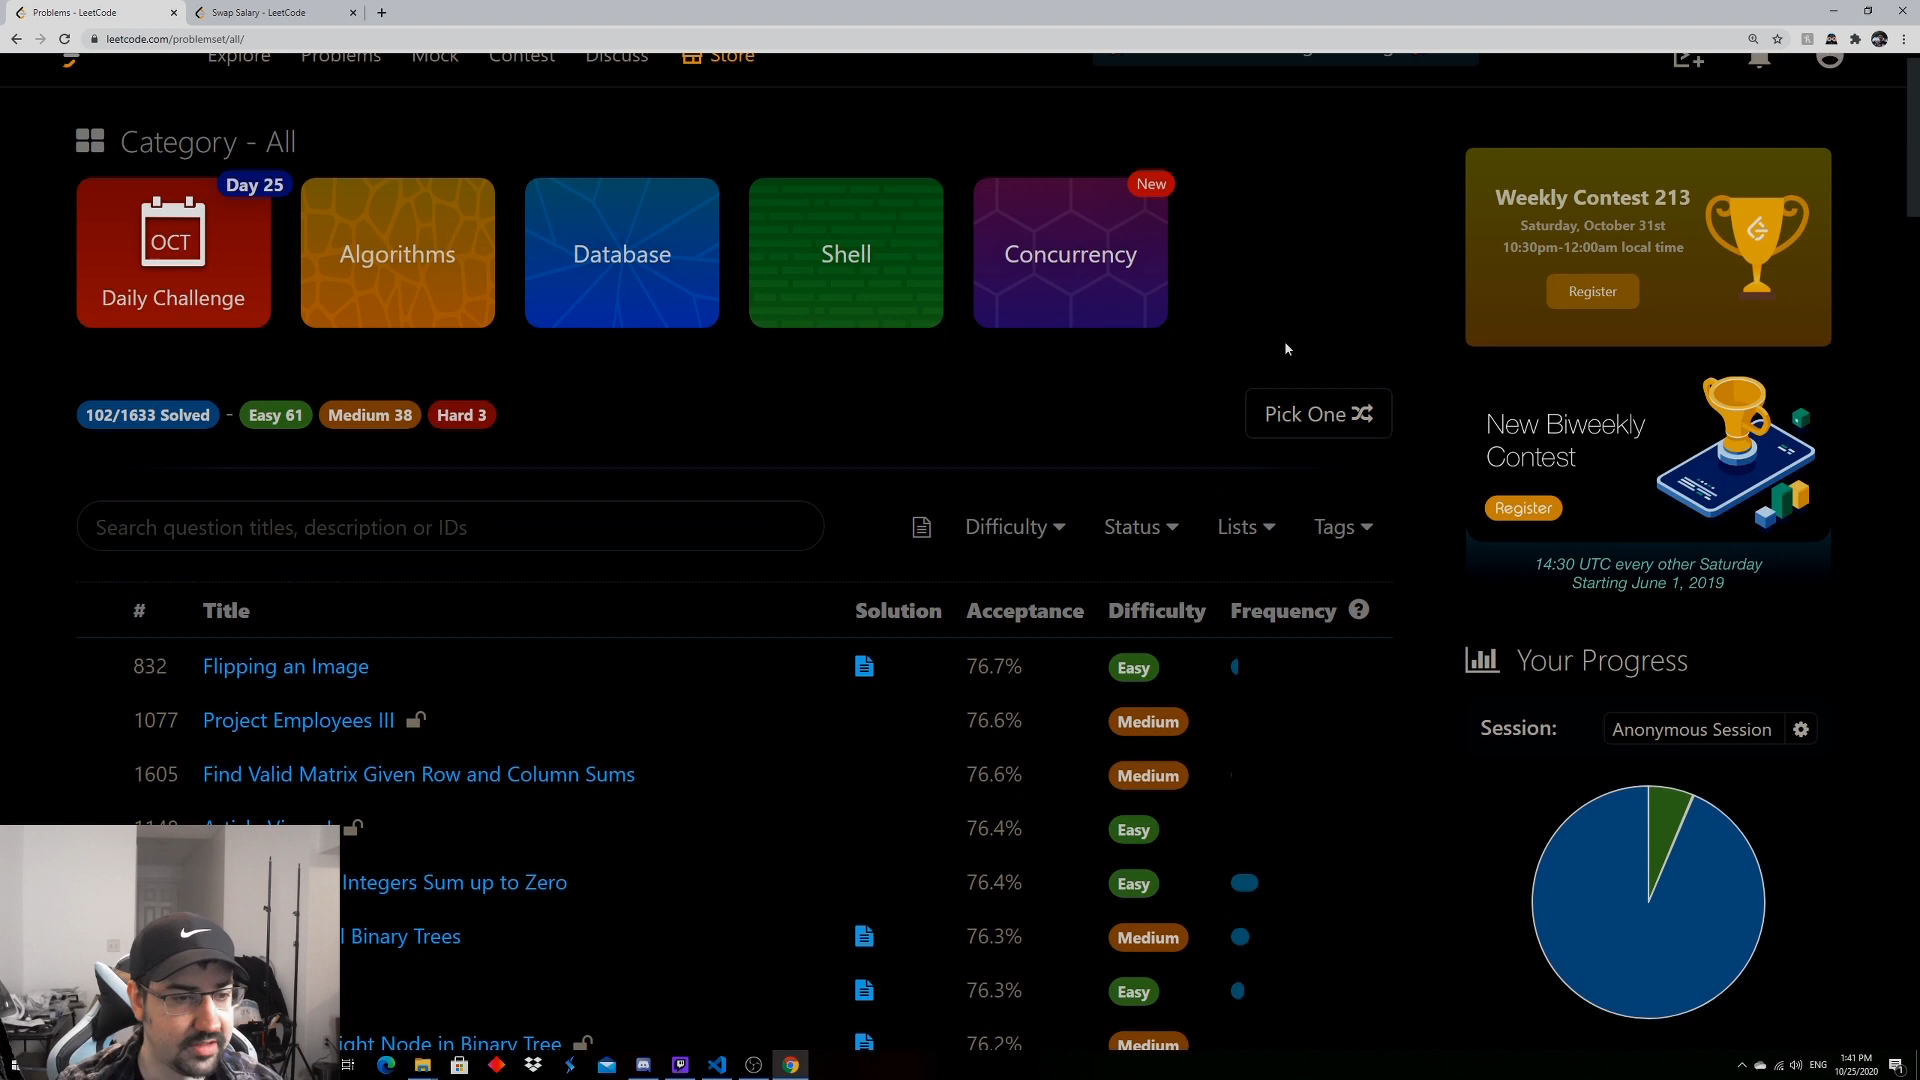 Problems - LeetCode
Swap Salary - LeetCode
leetcode.com/problemset/all/
Explore Problems Mock Contest Discuss Store
Category - All
Day 25
OCT
Daily Challenge
Algorithms
Database
Shell
New
Concurrency
Weekly Contest 213
Saturday, October 31st
10:30pm-12:00am local time
Register
102/1633 Solved - Easy 61 Medium 38 Hard 3
Pick One
New Biweekly
Contest
Register
14:30 UTC every other Saturday
Starting June 1, 2019
Search question titles, description or IDs
Difficulty Status Lists Tags
# Title Solution Acceptance Difficulty Frequency
832 Flipping an Image 76.7% Easy
1077 Project Employees III 76.6% Medium
1605 Find Valid Matrix Given Row and Column Sums 76.6% Medium
76.4% Easy
Integers Sum up to Zero 76.4% Easy
Binary Trees 76.3% Medium
76.3% Easy
Node in Binary Tree 76.2% Medium
Your Progress
Session: Anonymous Session
ENG
1:41 PM
10/25/2020